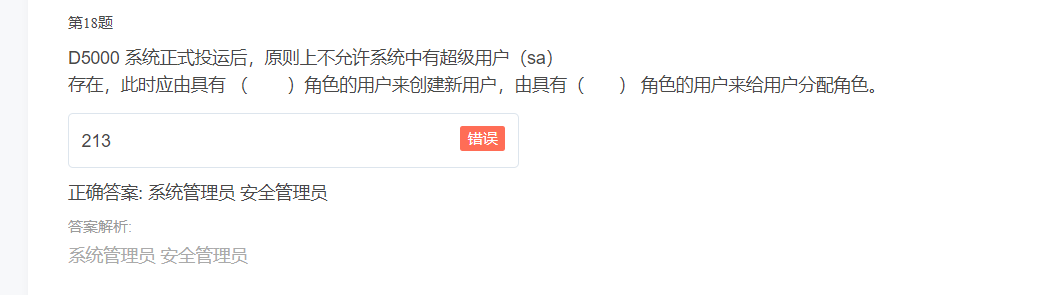 第18题
D5000 系统正式投运后，原则上不允许系统中有超级用户（sa）
存在，此时应由具有 （　　）角色的用户来创建新用户，由具有（　　） 角色的用户来给用户分配角色。
213
错误
正确答案: 系统管理员 安全管理员
答案解析:
系统管理员 安全管理员